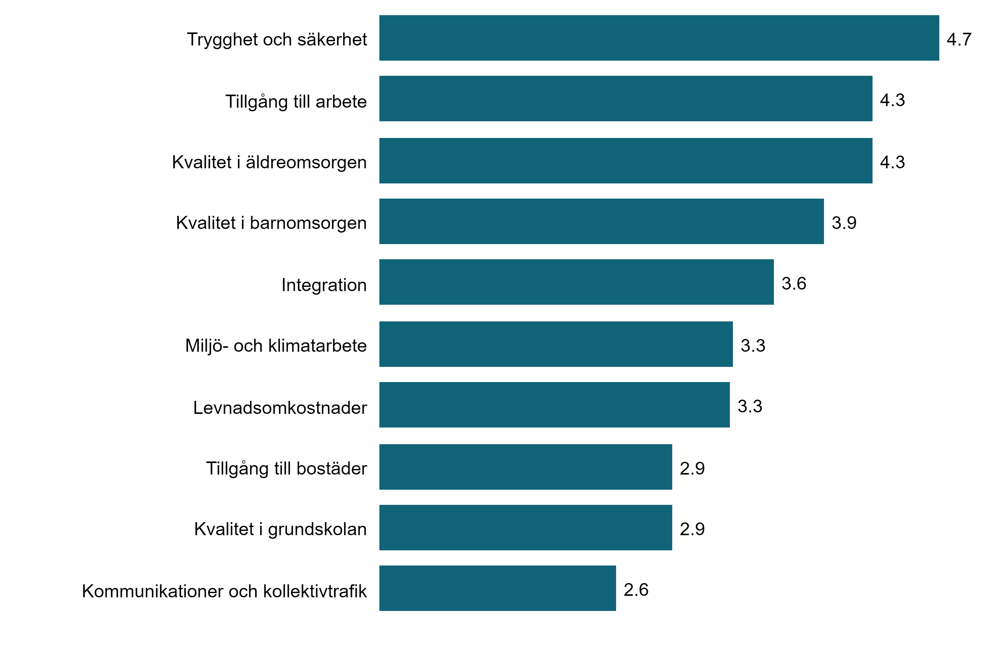 Trygghet och säkerhet 4.7
Tillgång till arbete 4.3
Kvalitet i äldreomsorgen 4.3
Kvalitet i barnomsorgen 3.9
Integration 3.6
Miljö- och klimatarbete 3.3
Levnadsomkostnader 3.3
Tillgång till bostäder 2.9
Kvalitet i grundskolan 2.9
Kommunikationer och kollektivtrafik 2.6